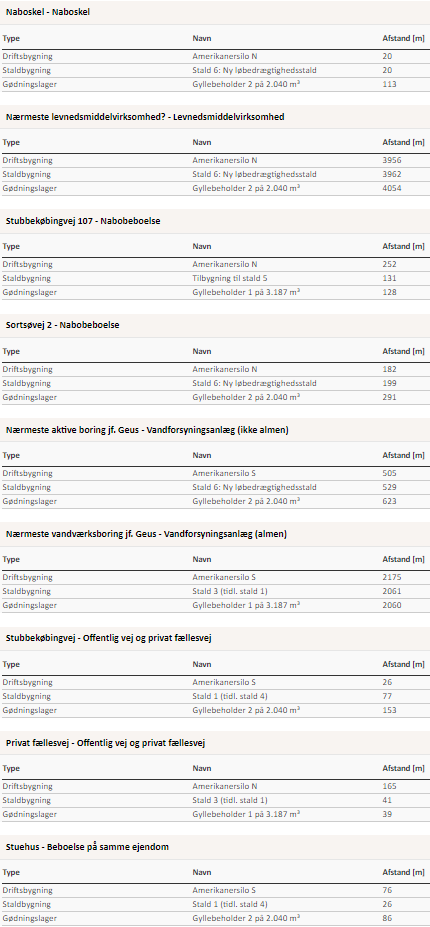 Naboskel - Naboskel
Type Navn Afstand [m]
Driftsbygning Amerikanersilo N 20
Staldbygning Stald 6: Ny løbedrægtighedsstald 20
Gødningslager Gyllebeholder 2 på 2.040 m³ 113
Nærmeste levnedsmiddelvirksomhed? - Levnedsmiddelvirksomhed
Type Navn Afstand [m]
Driftsbygning Amerikanersilo N 3956
Staldbygning Stald 6: Ny løbedrægtighedsstald 3962
Gødningslager Gyllebeholder 2 på 2.040 m³ 4054
Stubbekøbingvej 107 - Nabobeboelse
Type Navn Afstand [m]
Driftsbygning Amerikanersilo N 252
Staldbygning Tilbygning til stald 5 131
Gødningslager Gyllebeholder 1 på 3.187 m³ 128
Sortsøvej 2 - Nabobeboelse
Type Navn Afstand [m]
Driftsbygning Amerikanersilo N 182
Staldbygning Stald 6: Ny løbedrægtighedsstald 199
Gødningslager Gyllebeholder 2 på 2.040 m³ 291
Nærmeste aktive boring jf. Geus - Vandforsyningsanlæg (ikke almen)
Type Navn Afstand [m]
Driftsbygning Amerikanersilo S 505
Staldbygning Stald 6: Ny løbedrægtighedsstald 529
Gødningslager Gyllebeholder 2 på 2.040 m³ 623
Nærmeste vandværksboring jf. Geus - Vandforsyningsanlæg (almen)
Type Navn Afstand [m]
Driftsbygning Amerikanersilo S 2175
Staldbygning Stald 3 (tidl. stald 1) 2061
Gødningslager Gyllebeholder 1 på 3.187 m³ 2060
Stubbekøbingvej - Offentlig vej og privat fællesvej
Type Navn Afstand [m]
Driftsbygning Amerikanersilo S 26
Staldbygning Stald 1 (tidl. stald 4) 77
Gødningslager Gyllebeholder 2 på 2.040 m³ 153
Privat fællesvej - Offentlig vej og privat fællesvej
Type Navn Afstand [m]
Driftsbygning Amerikanersilo N 165
Staldbygning Stald 3 (tidl. stald 1) 41
Gødningslager Gyllebeholder 1 på 3.187 m³ 39
Stuehus - Beboelse på samme ejendom
Type Navn Afstand [m]
Driftsbygning Amerikanersilo S 76
Staldbygning Stald 1 (tidl. stald 4) 26
Gødningslager Gyllebeholder 2 på 2.040 m³ 86